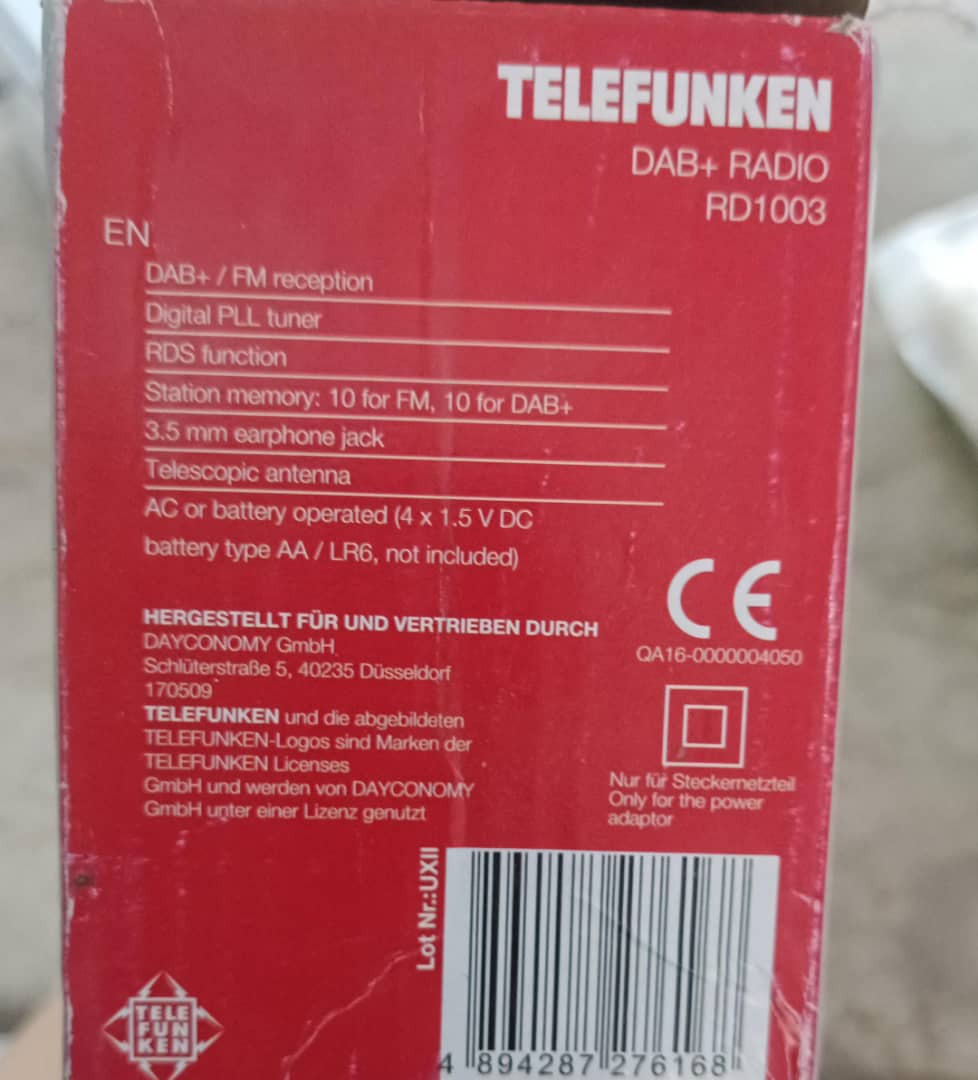 TELEFUNKEN
DAB+ RADIO
RD1003
EN
DAB+ / FM reception
Digital PLL tuner
RDS function
Station memory: 10 for FM, 10 for DAB+
3.5 mm earphone jack
Telescopic antenna
AC or battery operated (4 x 1.5 V DC
battery type AA / LR6, not included)
HERGESTELLT FÜR UND VERTRIEBEN DURCH
DAYCONOMY GmbH
Schlüterstraße 5, 40235 Düsseldorf
170509
TELEFUNKEN und die abgebildeten
TELEFUNKEN-Logos sind Marken der
TELEFUNKEN Licenses
GmbH und werden von DAYCONOMY
GmbH unter einer Lizenz genutzt
CE
QA16-0000004050
Nur für Steckernetzteil
Only for the power
adaptor
Lot Nr.:UXII
4 894287 276168
TELE
FUN
KEN